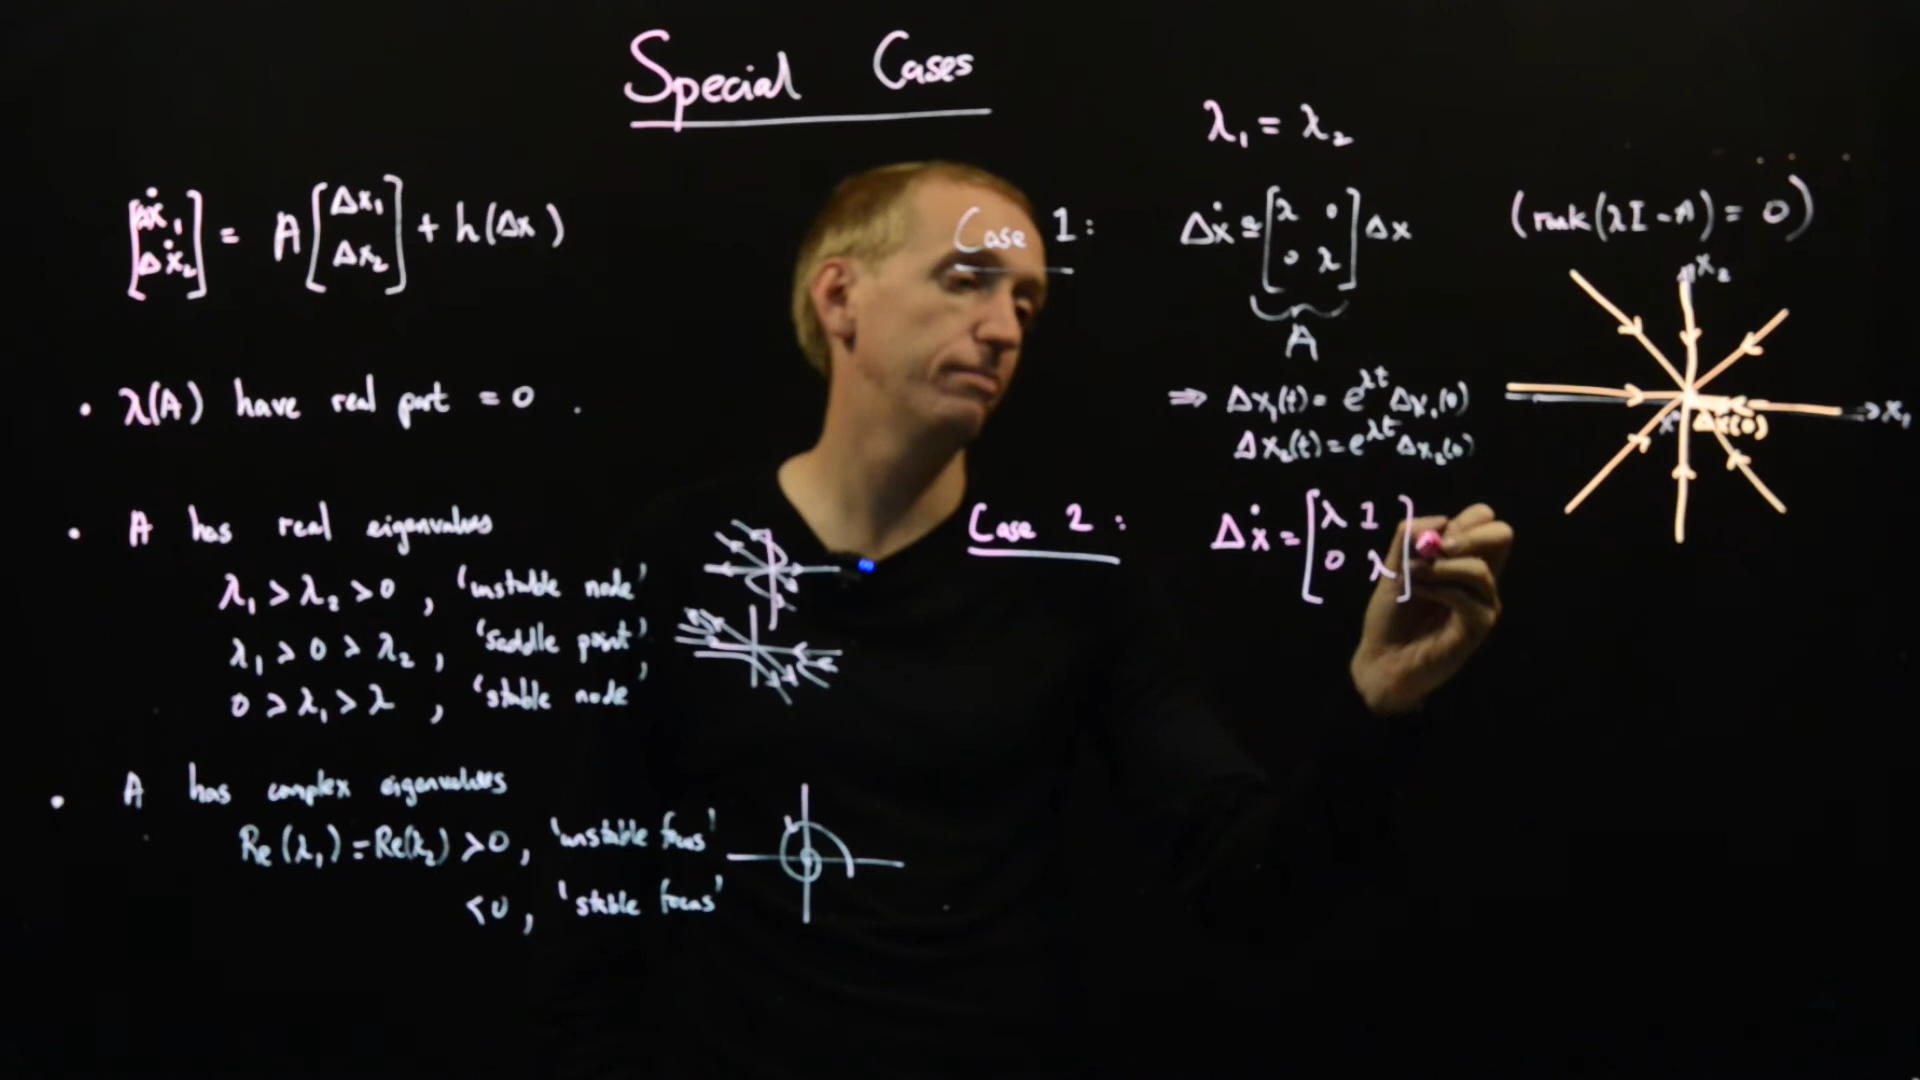 Special Cases
λ₁ = λ₂
[Δẋ₁ Δẋ₂] = A [Δx₁ Δx₂] + h(Δx)
Case 1: Δẋ ≅ [λ 0; 0 λ] Δx (rank(λI - A) = 0)
A
x₂
x₁
Δx(0)
⇒ Δx₁(t) = e^λt Δx₁(0)
Δx₂(t) = e^λt Δx₂(0)
• λ(A) have real part = 0.
Case 2: Δẋ = [λ 1; 0 λ]
• A has real eigenvalues
λ₁ > λ₂ > 0, 'unstable node'
λ₁ > 0 > λ₂, 'saddle point'
0 > λ₁ > λ, 'stable node'
• A has complex eigenvalues
Re(λ₁) = Re(λ₂) > 0, 'unstable focus'
< 0, 'stable focus'